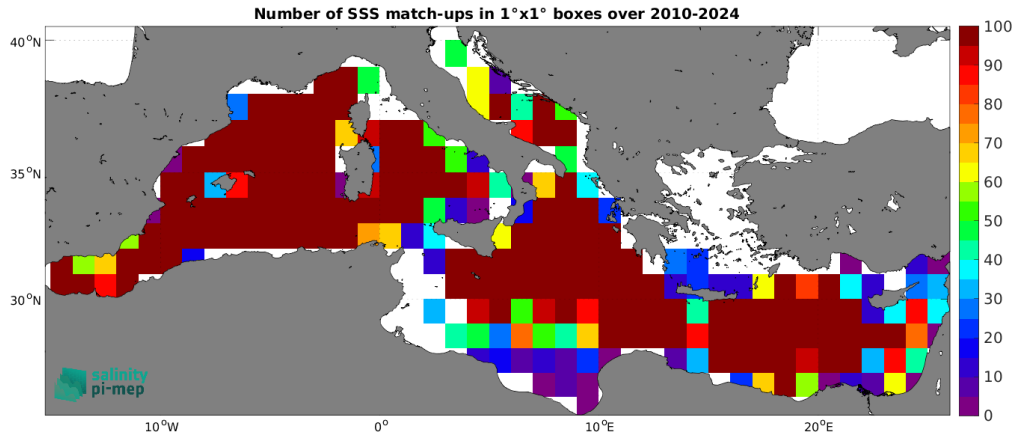 Number of SSS match-ups in 1°x1° boxes over 2010-2024
40°N
35°N
30°N
10°W
0°
10°E
20°E
100
90
80
70
60
50
40
30
20
10
0
salinity
pi-mep